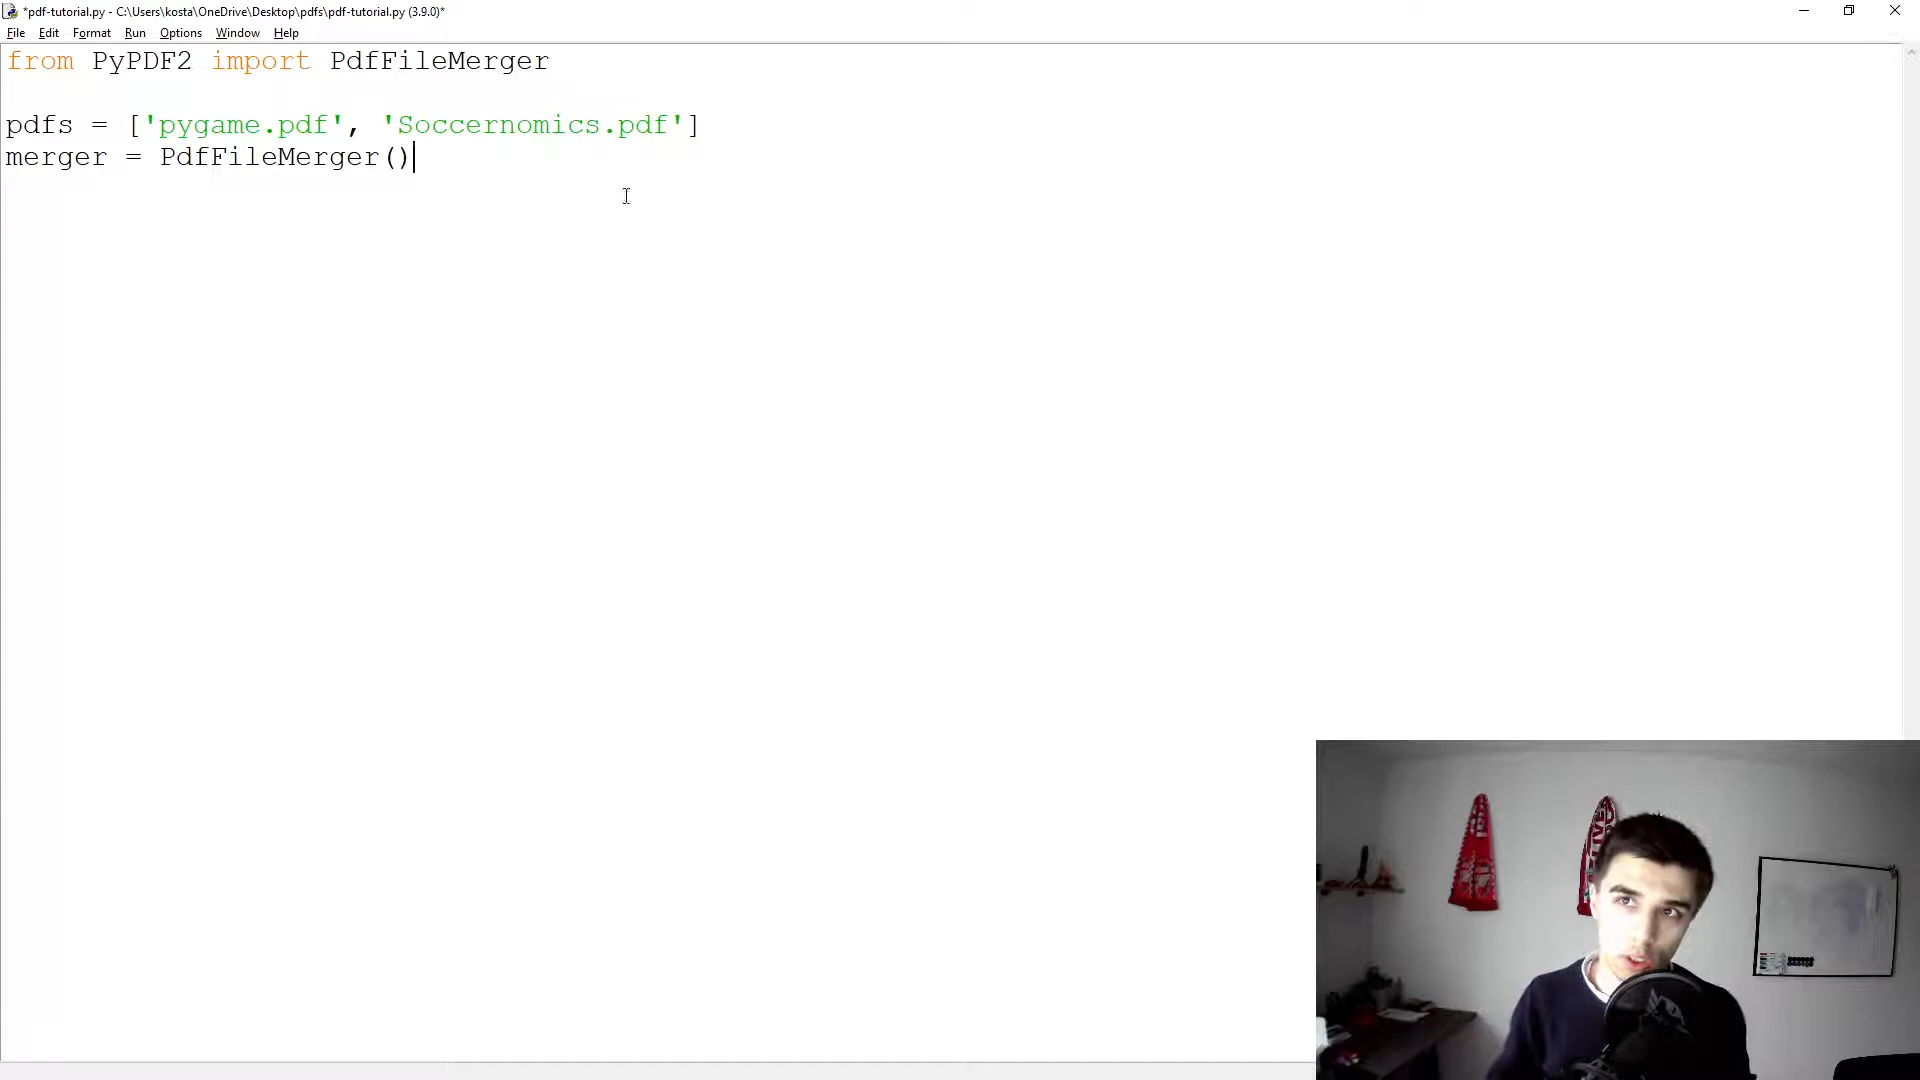 *pdf-tutorial.py - C:\Users\kosta\OneDrive\Desktop\pdfs\pdf-tutorial.py (3.9.0)*
File Edit Format Run Options Window Help
from PyPDF2 import PdfFileMerger
pdfs = ['pygame.pdf', 'Soccernomics.pdf']
merger = PdfFileMerger()